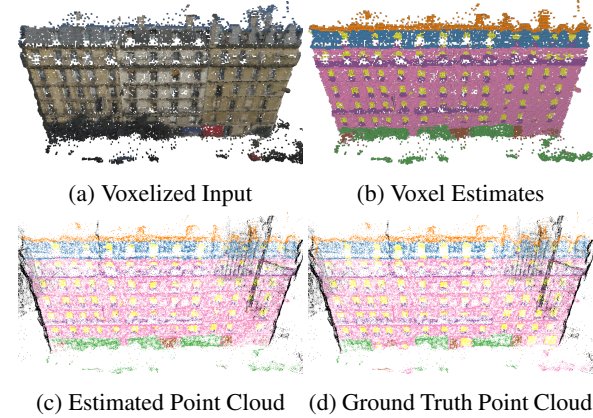 (a) Voxelized Input
(b) Voxel Estimates
(c) Estimated Point Cloud
(d) Ground Truth Point Cloud